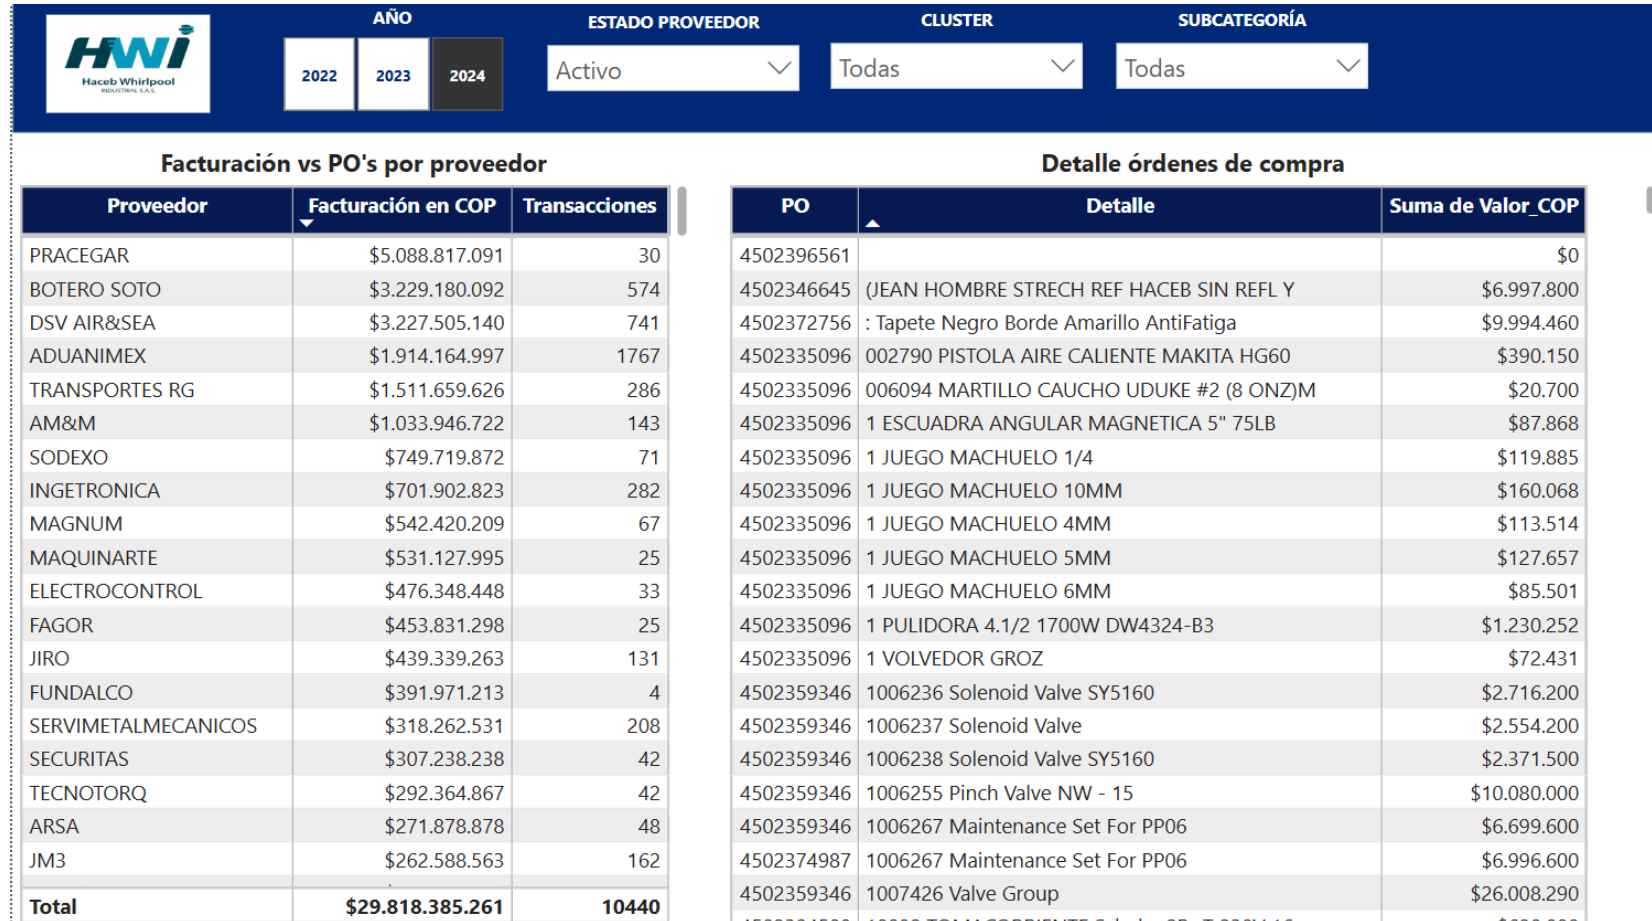 HWI
Haceb Whirlpool
INDUSTRIAL S.A.S.
AÑO
2022 2023 2024
ESTADO PROVEEDOR
Activo
CLUSTER
Todas
SUBCATEGORÍA
Todas
Facturación vs PO's por proveedor
Proveedor Facturación en COP Transacciones
PRACEGAR $5.088.817.091 30
BOTERO SOTO $3.229.180.092 574
DSV AIR&SEA $3.227.505.140 741
ADUANIMEX $1.914.164.997 1767
TRANSPORTES RG $1.511.659.626 286
AM&M $1.033.946.722 143
SODEXO $749.719.872 71
INGETRONICA $701.902.823 282
MAGNUM $542.420.209 67
MAQUINARTE $531.127.995 25
ELECTROCONTROL $476.348.448 33
FAGOR $453.831.298 25
JIRO $439.339.263 131
FUNDALCO $391.971.213 4
SERVIMETALMECANICOS $318.262.531 208
SECURITAS $307.238.238 42
TECNOTORQ $292.364.867 42
ARSA $271.878.878 48
JM3 $262.588.563 162
Total $29.818.385.261 10440
Detalle órdenes de compra
PO Detalle Suma de Valor_COP
4502396561 $0
4502346645 (JEAN HOMBRE STRECH REF HACEB SIN REFL Y $6.997.800
4502372756 : Tapete Negro Borde Amarillo AntiFatiga $9.994.460
4502335096 002790 PISTOLA AIRE CALIENTE MAKITA HG60 $390.150
4502335096 006094 MARTILLO CAUCHO UDUKE #2 (8 ONZ)M $20.700
4502335096 1 ESCUADRA ANGULAR MAGNETICA 5" 75LB $87.868
4502335096 1 JUEGO MACHUELO 1/4 $119.885
4502335096 1 JUEGO MACHUELO 10MM $160.068
4502335096 1 JUEGO MACHUELO 4MM $113.514
4502335096 1 JUEGO MACHUELO 5MM $127.657
4502335096 1 JUEGO MACHUELO 6MM $85.501
4502335096 1 PULIDORA 4.1/2 1700W DW4324-B3 $1.230.252
4502335096 1 VOLVEDOR GROZ $72.431
4502359346 1006236 Solenoid Valve SY5160 $2.716.200
4502359346 1006237 Solenoid Valve $2.554.200
4502359346 1006238 Solenoid Valve SY5160 $2.371.500
4502359346 1006255 Pinch Valve NW - 15 $10.080.000
4502359346 1006267 Maintenance Set For PP06 $6.699.600
4502374987 1006267 Maintenance Set For PP06 $6.996.600
4502359346 1007426 Valve Group $26.008.290